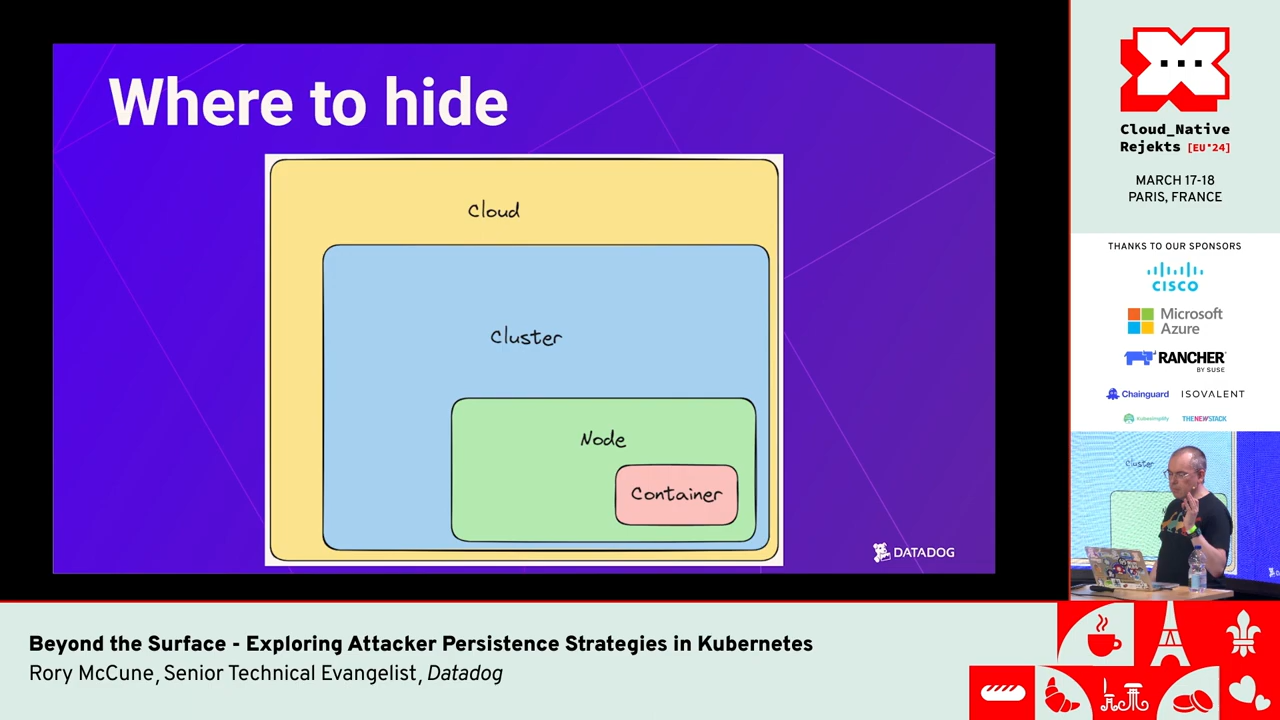 Where to hide
Cloud
Cluster
Node
Container
DATADOG
Cloud_Native
Rejekts [EU'24]
MARCH 17-18
PARIS, FRANCE
THANKS TO OUR SPONSORS
CISCO
Microsoft
Azure
RANCHER
BY SUSE
Chainguard
ISOVALENT
Kubesimplify
THENEWSTACK
Cluster
Beyond the Surface - Exploring Attacker Persistence Strategies in Kubernetes
Rory McCune, Senior Technical Evangelist, Datadog